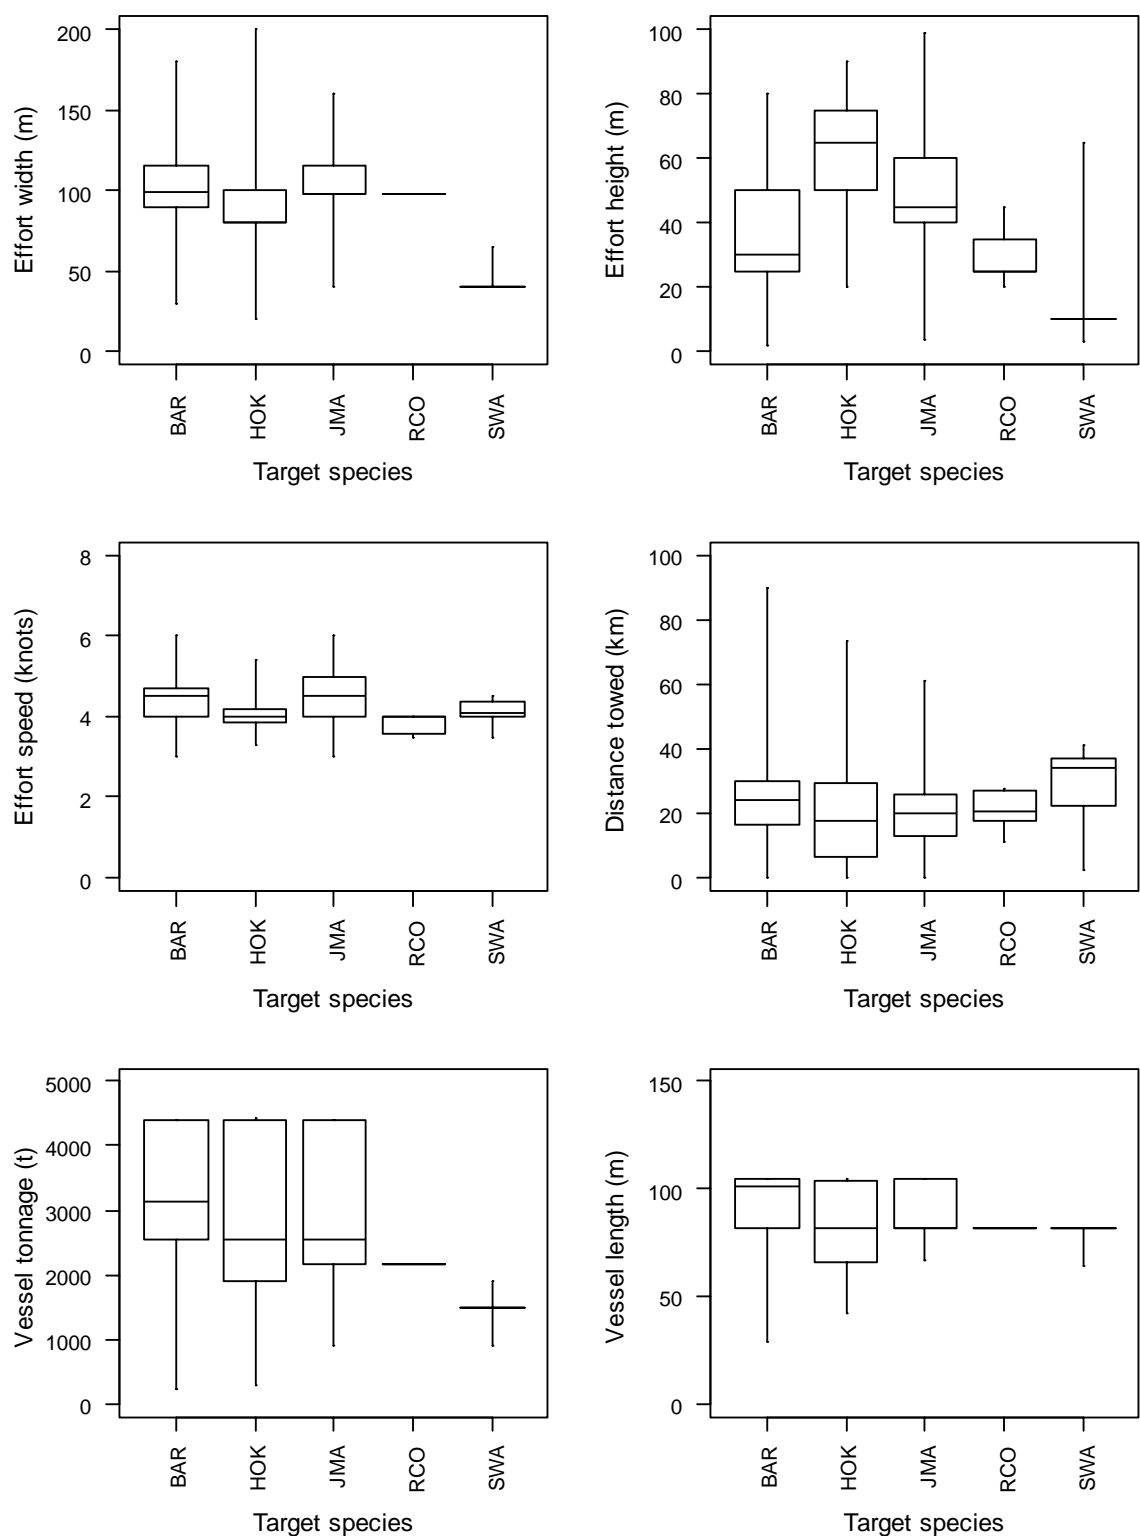 Effort width (m)
200
150
100
50
0
BAR
HOK
JMA
RCO
SWA
Target species
Effort height (m)
100
80
60
40
20
0
BAR
HOK
JMA
RCO
SWA
Target species
Effort speed (knots)
8
6
4
2
0
BAR
HOK
JMA
RCO
SWA
Target species
Distance towed (km)
100
80
60
40
20
0
BAR
HOK
JMA
RCO
SWA
Target species
Vessel tonnage (t)
5000
4000
3000
2000
1000
0
BAR
HOK
JMA
RCO
SWA
Target species
Vessel length (m)
150
100
50
0
BAR
HOK
JMA
RCO
SWA
Target species